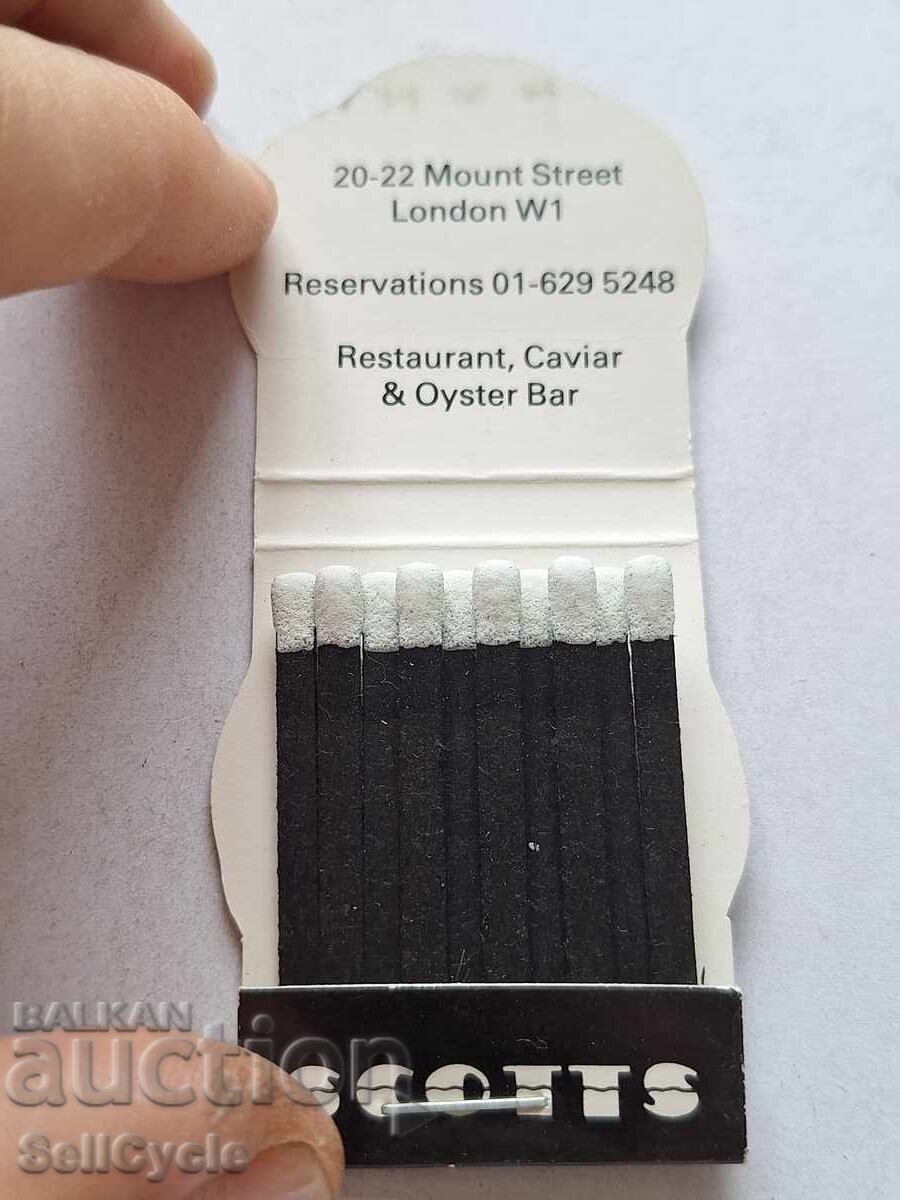 20-22 Mount Street
London W1
Reservations 01-629 5248
Restaurant, Caviar
& Oyster Bar
SCOTTS
BALKAN
auction
SellCycle